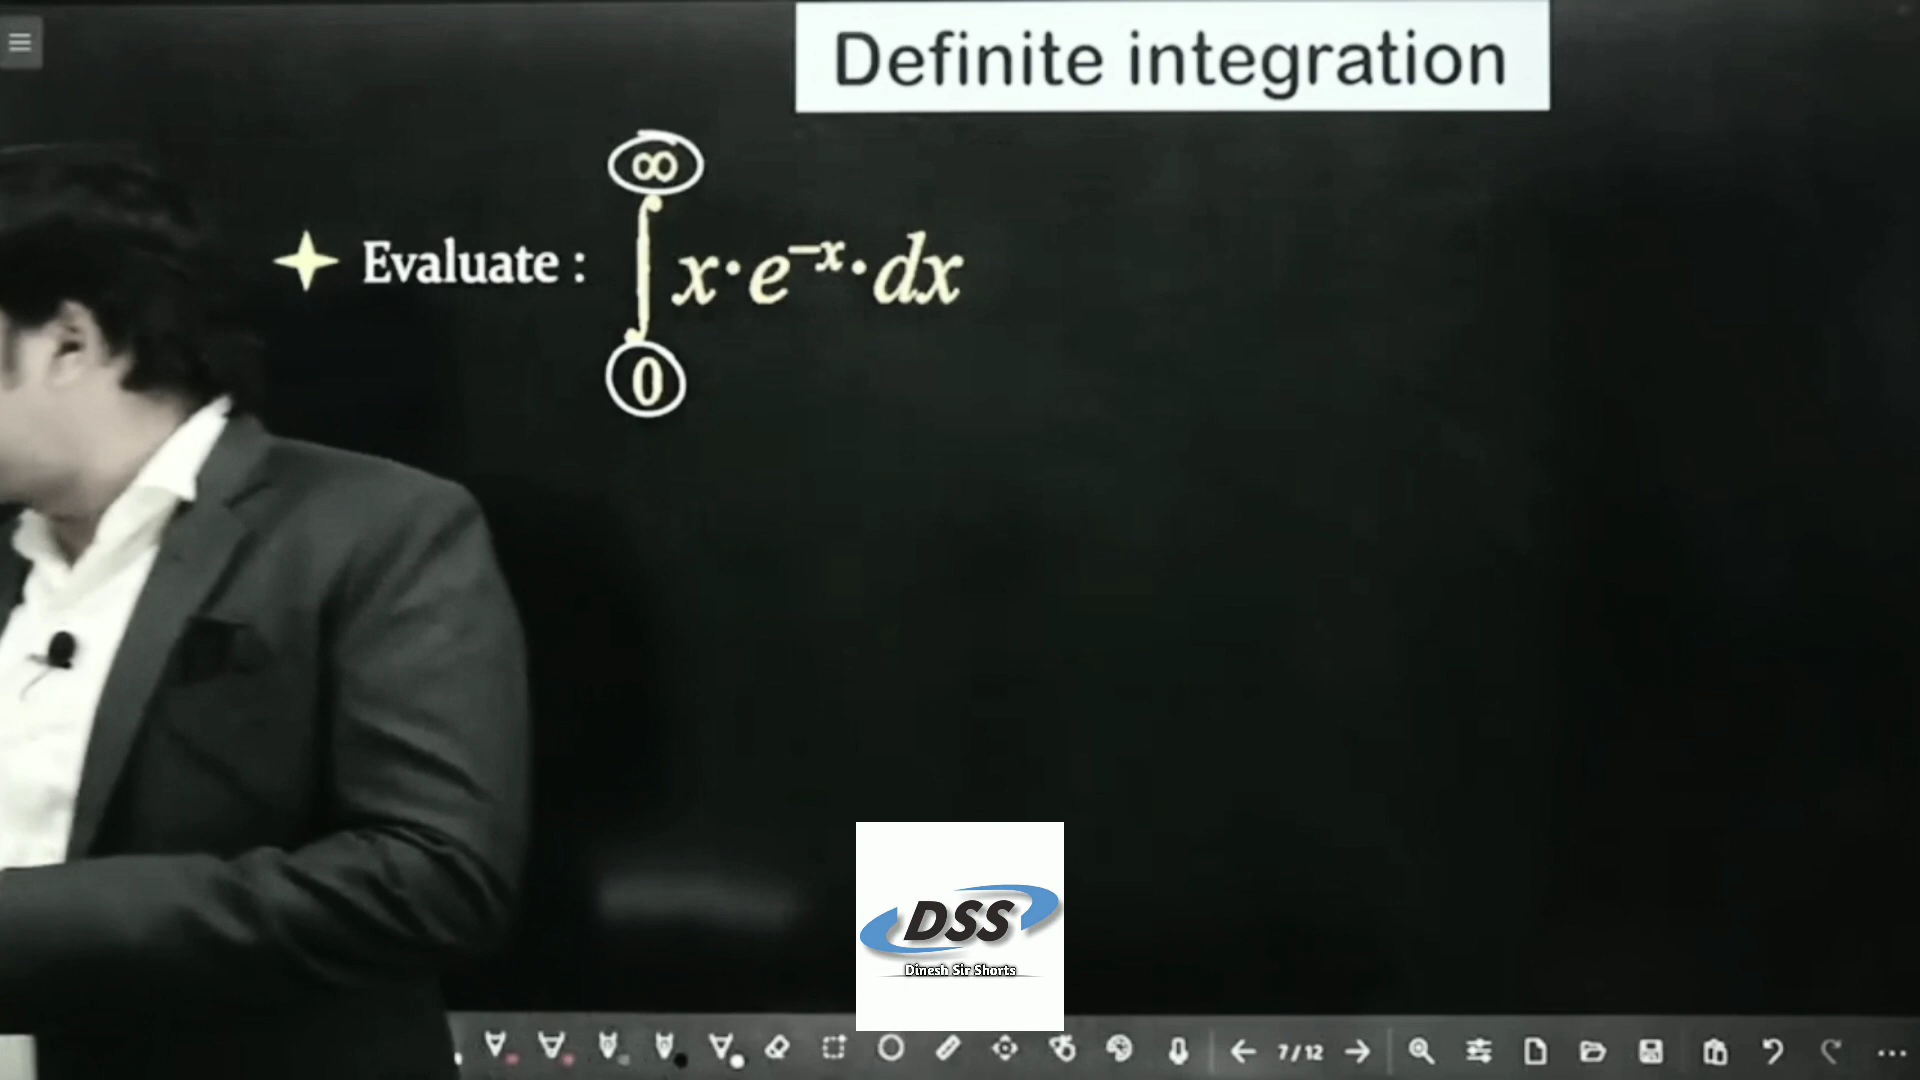 Definite integration
Evaluate : ∫₀^∞ x·e^{-x}·dx
DSS
Dinesh Sir Shorts
7/12